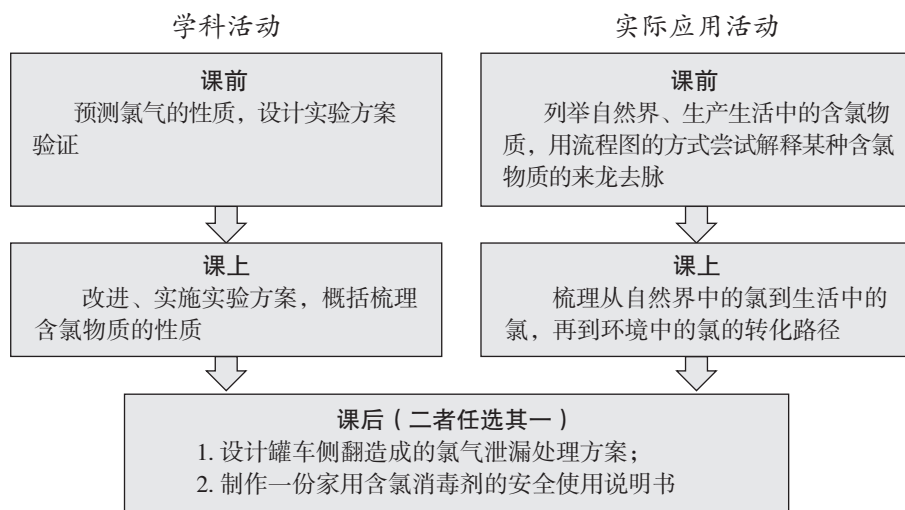 学科活动
课前
预测氯气的性质，设计实验方案
验证
课上
改进、实施实验方案，概括梳理
含氯物质的性质
实际应用活动
课前
列举自然界、生产生活中的含氯物
质，用流程图的方式尝试解释某种含氯
物质的来龙去脉
课上
梳理从自然界中的氯到生活中的
氯，再到环境中的氯的转化路径
课后（二者任选其一）
1. 设计罐车侧翻造成的氯气泄漏处理方案；
2. 制作一份家用含氯消毒剂的安全使用说明书